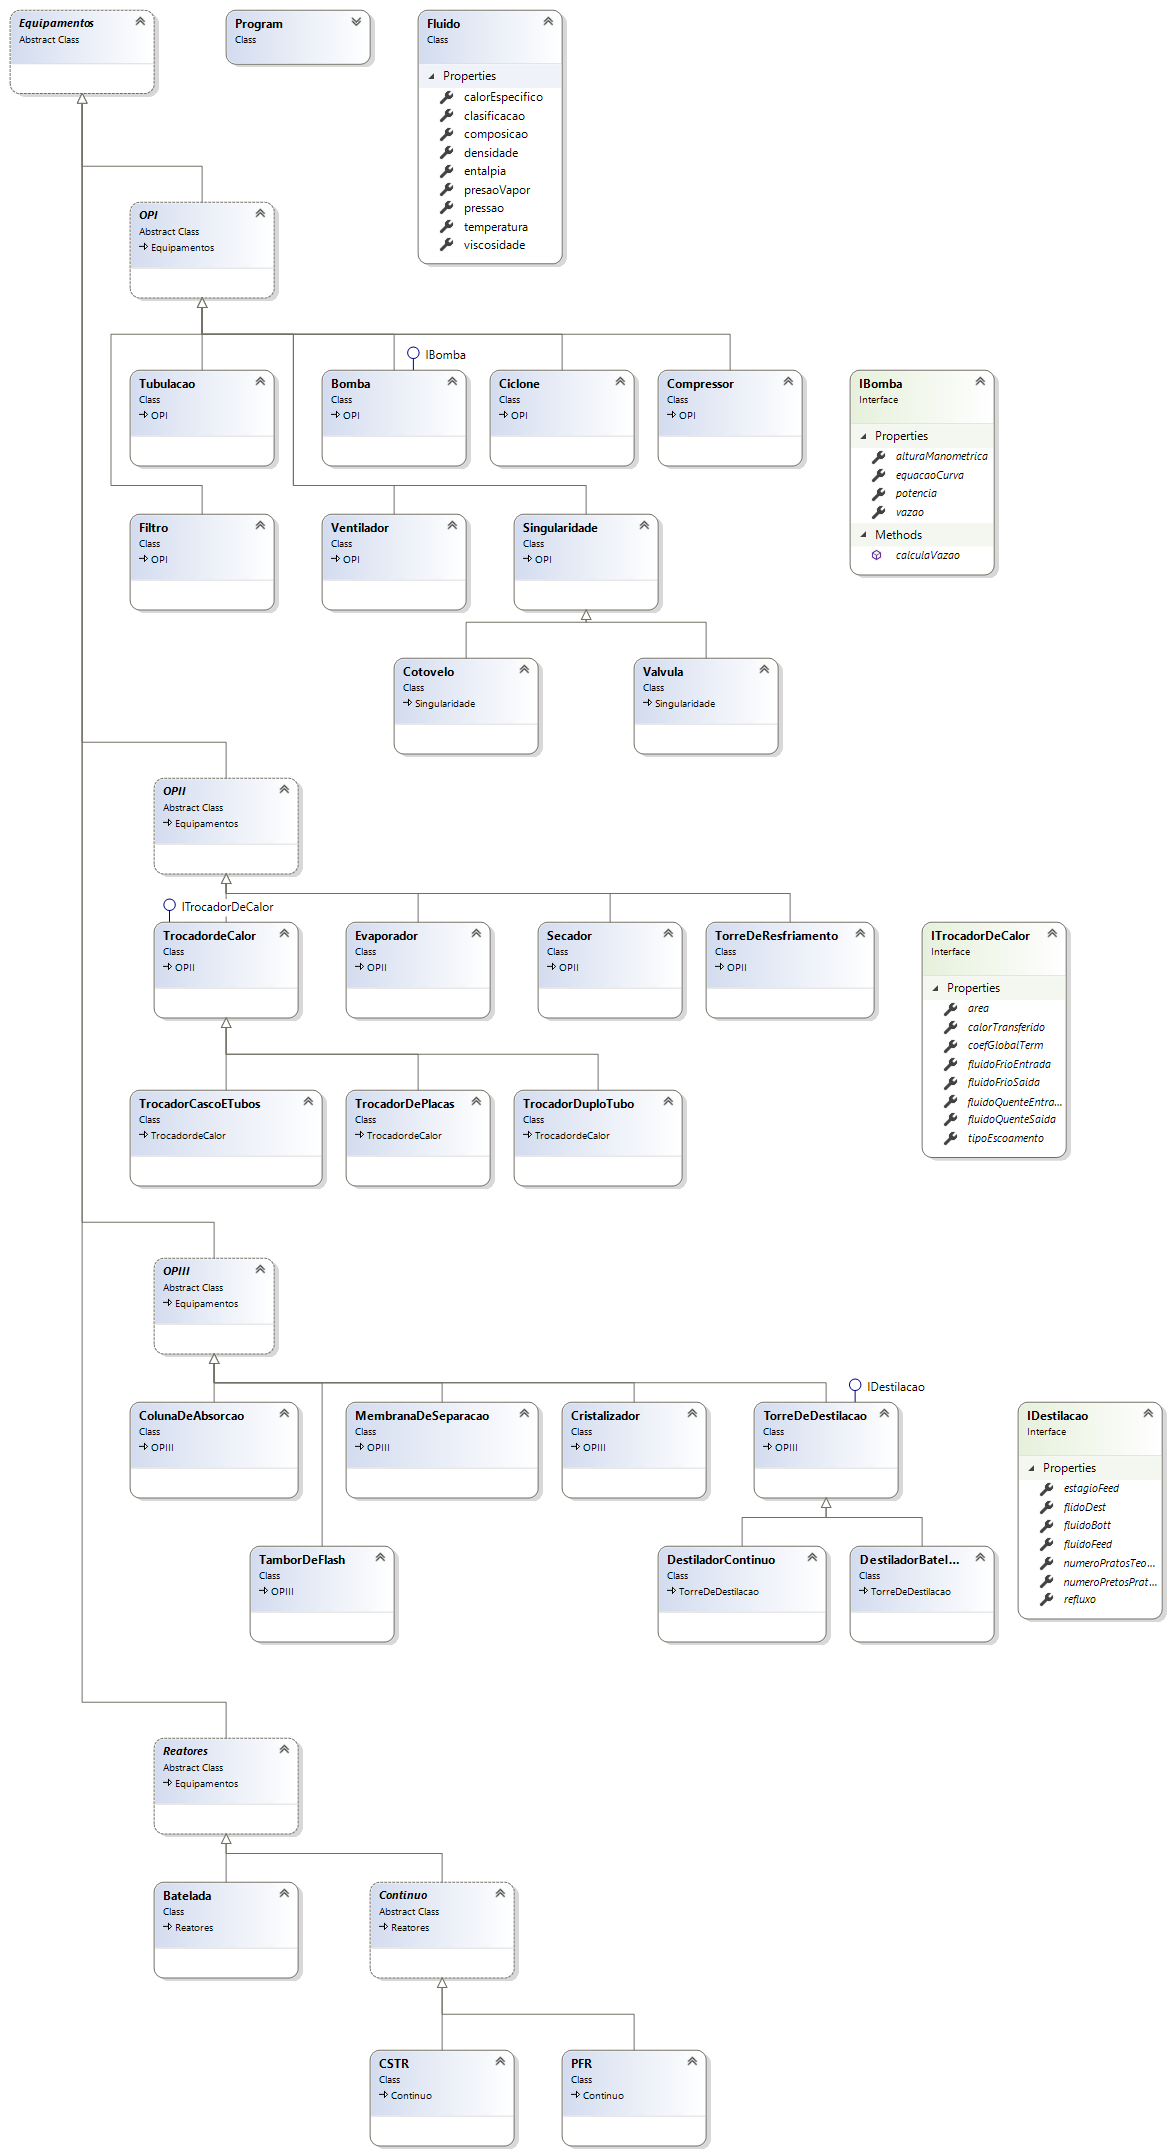 Equipamentos
Abstract Class
Program
Class
Fluido
Class
Properties
calorEspecifico
clasificacao
composicao
densidade
entalpia
presaoVapor
pressao
temperatura
viscosidade
OPI
Abstract Class
Equipamentos
IBomba
Tubulacao
Class
OPI
Bomba
Class
OPI
Ciclone
Class
OPI
Compressor
Class
OPI
IBomba
Interface
Properties
alturaManometrica
equacaoCurva
potencia
vazao
Methods
calculaVazao
Filtro
Class
OPI
Ventilador
Class
OPI
Singularidade
Class
OPI
Cotovelo
Class
Singularidade
Valvula
Class
Singularidade
OPII
Abstract Class
Equipamentos
ITrocadorDeCalor
TrocadordeCalor
Class
OPII
Evaporador
Class
OPII
Secador
Class
OPII
TorreDeResfriamento
Class
OPII
ITrocadorDeCalor
Interface
Properties
area
calorTransferido
coefGlobalTerm
fluidoFrioEntrada
fluidoFrioSaida
fluidoQuenteEntra...
fluidoQuenteSaida
tipoEscoamento
TrocadorCascoETubos
Class
TrocadordeCalor
TrocadorDePlacas
Class
TrocadordeCalor
TrocadorDuploTubo
Class
TrocadordeCalor
OPIII
Abstract Class
Equipamentos
IDestilacao
ColunaDeAbsorcao
Class
OPIII
MembranaDeSeparacao
Class
OPIII
Cristalizador
Class
OPIII
TorreDeDestilacao
Class
OPIII
IDestilacao
Interface
Properties
estagioFeed
flidoDest
fluidoBott
fluidoFeed
numeroPratosTeo...
numeroPretosPrat...
refluxo
TamborDeFlash
Class
OPIII
DestiladorContinuo
Class
TorreDeDestilacao
DestiladorBatel...
Class
TorreDeDestilacao
Reatores
Abstract Class
Equipamentos
Batelada
Class
Reatores
Continuo
Abstract Class
Reatores
CSTR
Class
Continuo
PFR
Class
Continuo